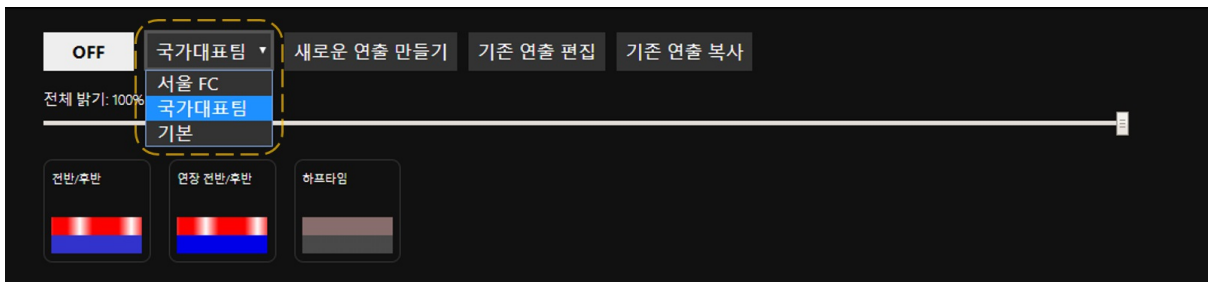 OFF 국가대표팀 새로운 연출 만들기 기존 연출 편집 기존 연출 복사
서울 FC
전체 밝기: 100%
국가대표팀
기본
전반/후반 연장 전반/후반 하프타임